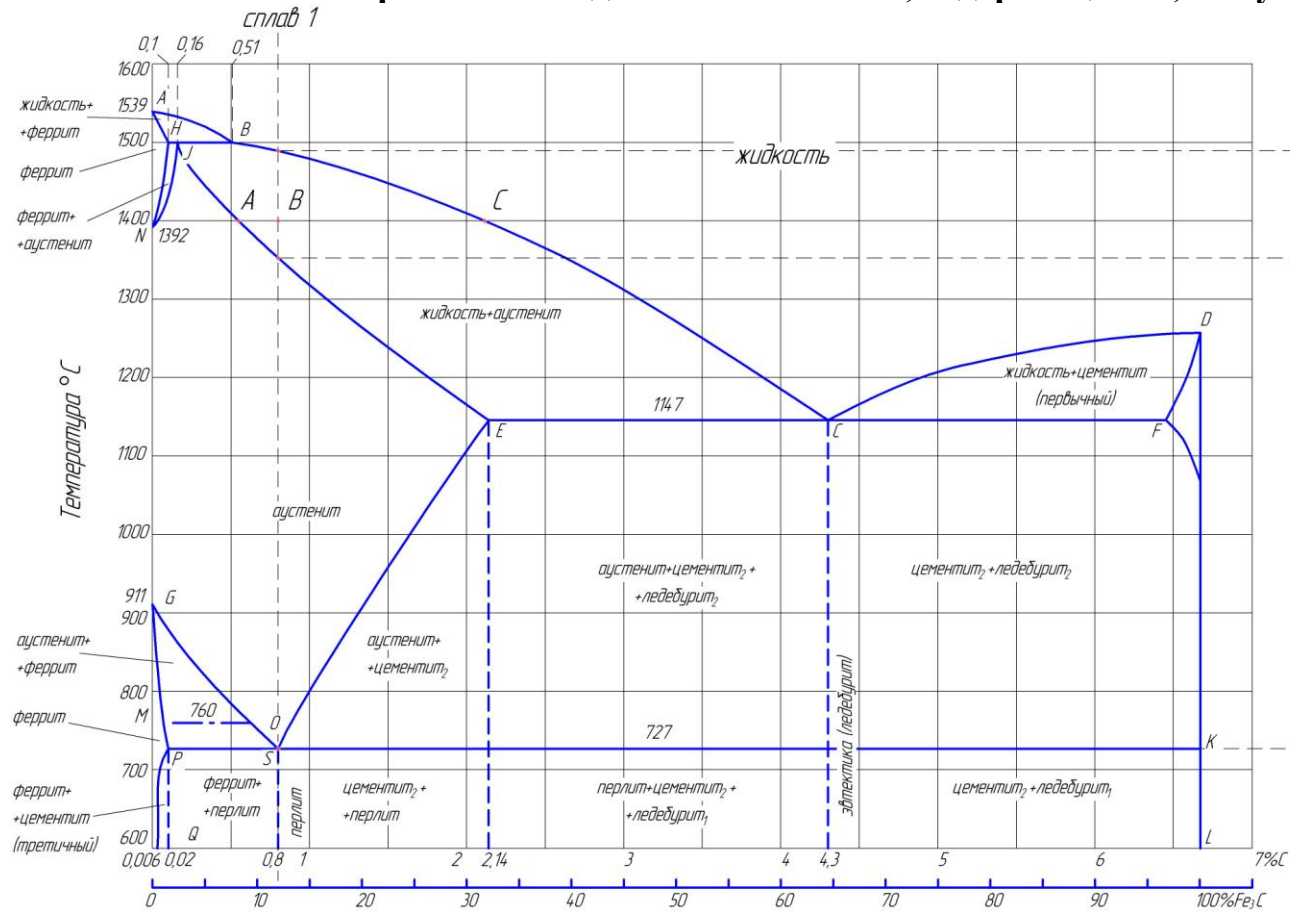 сплав 1
0,1
0,16
0,51
1600
1539
1500
1400
1392
1300
1200
1100
1000
911
900
800
700
600
Температура °С
A
H
J
B
N
A
B
C
D
E
C
F
G
M
O
S
P
Q
K
L
жидкость+
+феррит
феррит
феррит+
+аустенит
жидкость
жидкость+аустенит
жидкость+цементит
(первычный)
1147
аустенит
аустенит+цементит₂+
+ледебурит₂
цементит₂+ледебурит₂
аустенит+
+цементит₂
аустенит+
+феррит
феррит
760
727
эвтектика (ледебурит)
феррит+
+цементит
(третичный)
феррит+
+перлит
перлит
цементит₂+
+перлит
перлит+цементит₂+
+ледебурит₁
цементит₂+ледебурит₁
0,006 0,02 0,8 1 2 2,14 3 4 4,3 5 6 7%С
0 10 20 30 40 50 60 70 80 90 100%Fe₃C